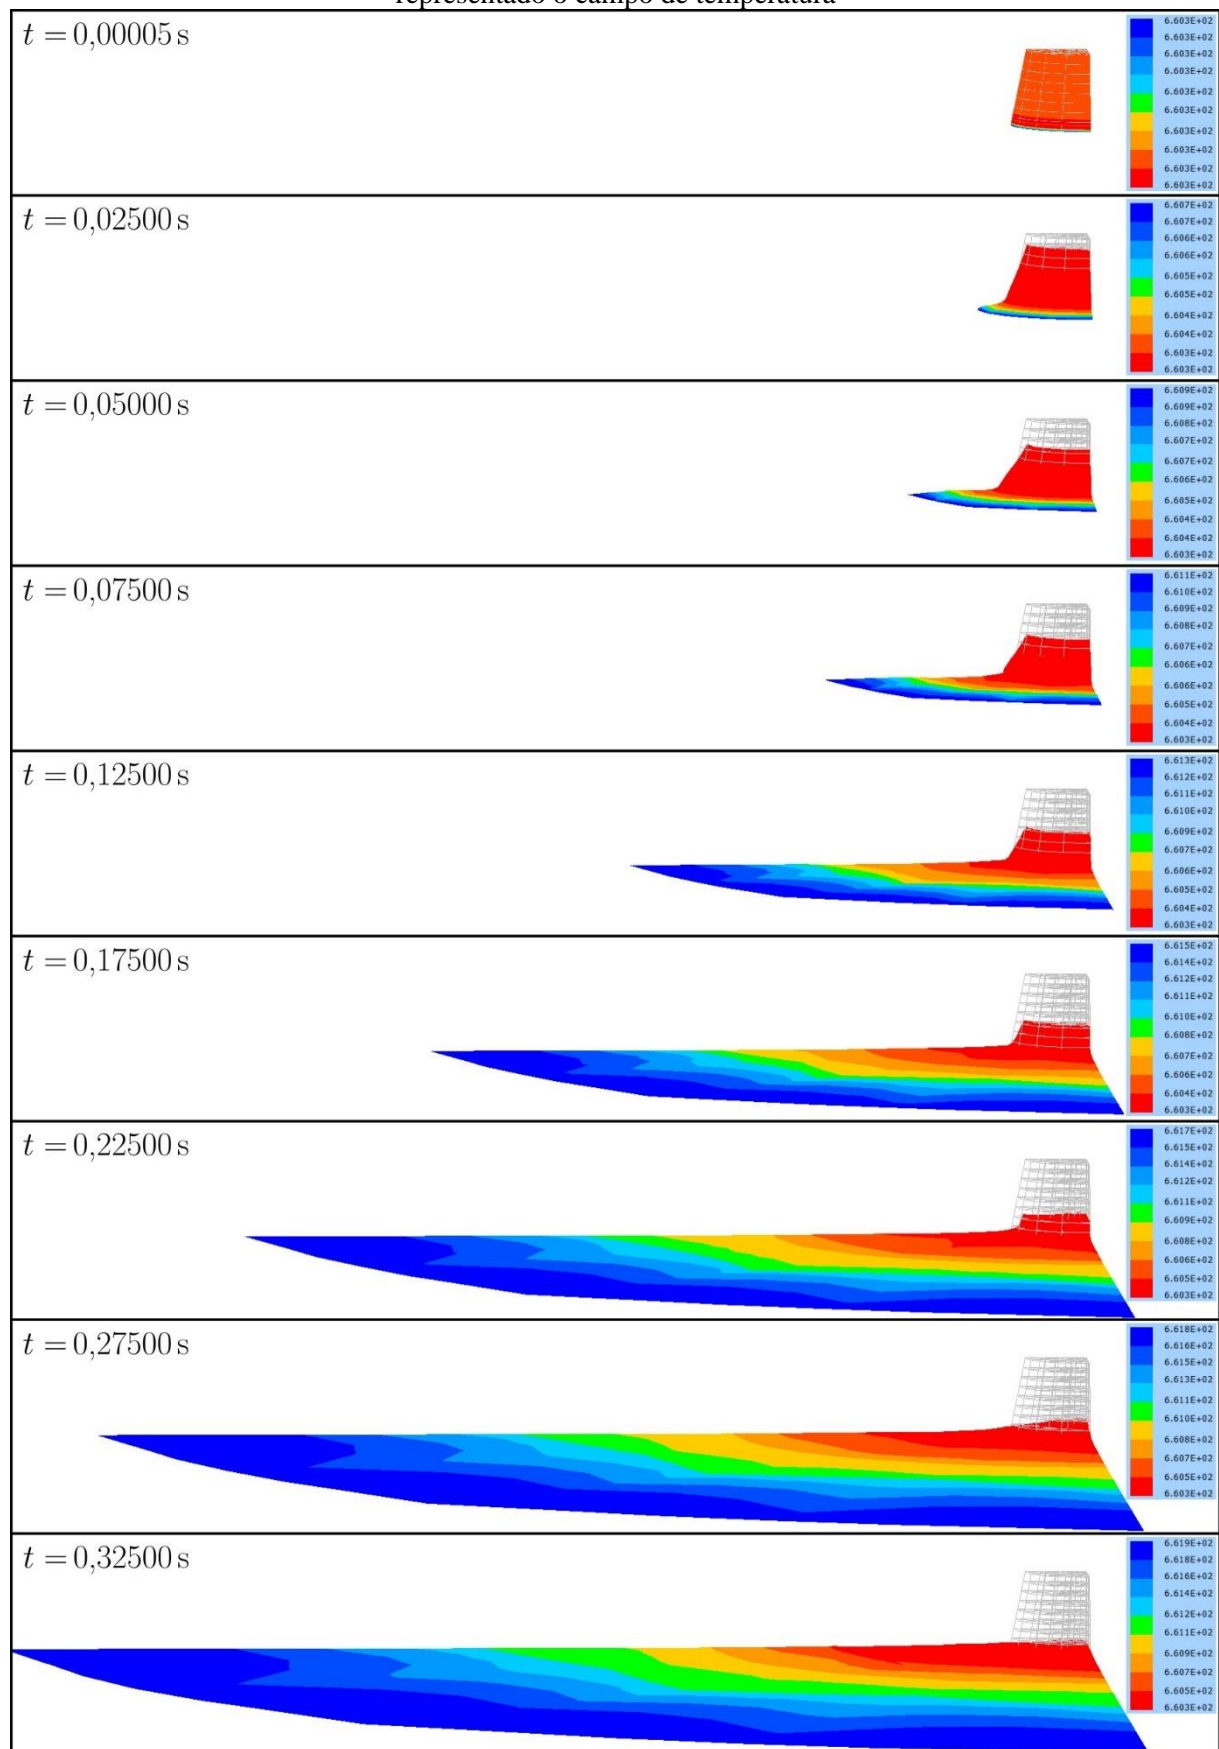 representado o campo de temperatura
t = 0,00005 s
6.603E+02
6.603E+02
6.603E+02
6.603E+02
6.603E+02
6.603E+02
6.603E+02
6.603E+02
6.603E+02
6.603E+02
t = 0,02500 s
6.607E+02
6.607E+02
6.606E+02
6.606E+02
6.605E+02
6.605E+02
6.604E+02
6.604E+02
6.603E+02
6.603E+02
t = 0,05000 s
6.609E+02
6.609E+02
6.608E+02
6.607E+02
6.607E+02
6.606E+02
6.605E+02
6.604E+02
6.604E+02
6.603E+02
t = 0,07500 s
6.611E+02
6.610E+02
6.609E+02
6.608E+02
6.607E+02
6.606E+02
6.606E+02
6.605E+02
6.604E+02
6.603E+02
t = 0,12500 s
6.613E+02
6.612E+02
6.611E+02
6.610E+02
6.609E+02
6.607E+02
6.606E+02
6.605E+02
6.604E+02
6.603E+02
t = 0,17500 s
6.615E+02
6.614E+02
6.612E+02
6.611E+02
6.610E+02
6.608E+02
6.607E+02
6.606E+02
6.604E+02
6.603E+02
t = 0,22500 s
6.617E+02
6.615E+02
6.614E+02
6.612E+02
6.611E+02
6.609E+02
6.608E+02
6.606E+02
6.605E+02
6.603E+02
t = 0,27500 s
6.618E+02
6.616E+02
6.615E+02
6.613E+02
6.611E+02
6.610E+02
6.608E+02
6.607E+02
6.605E+02
6.603E+02
t = 0,32500 s
6.619E+02
6.618E+02
6.616E+02
6.614E+02
6.612E+02
6.611E+02
6.609E+02
6.607E+02
6.605E+02
6.603E+02